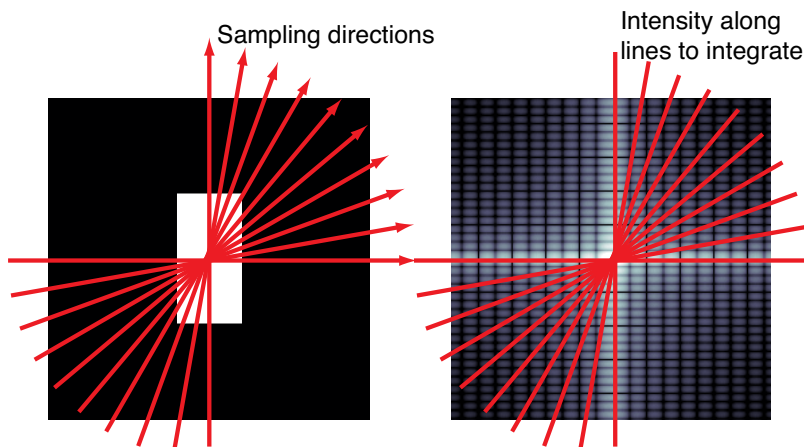 Sampling directions
Intensity along
lines to integrate